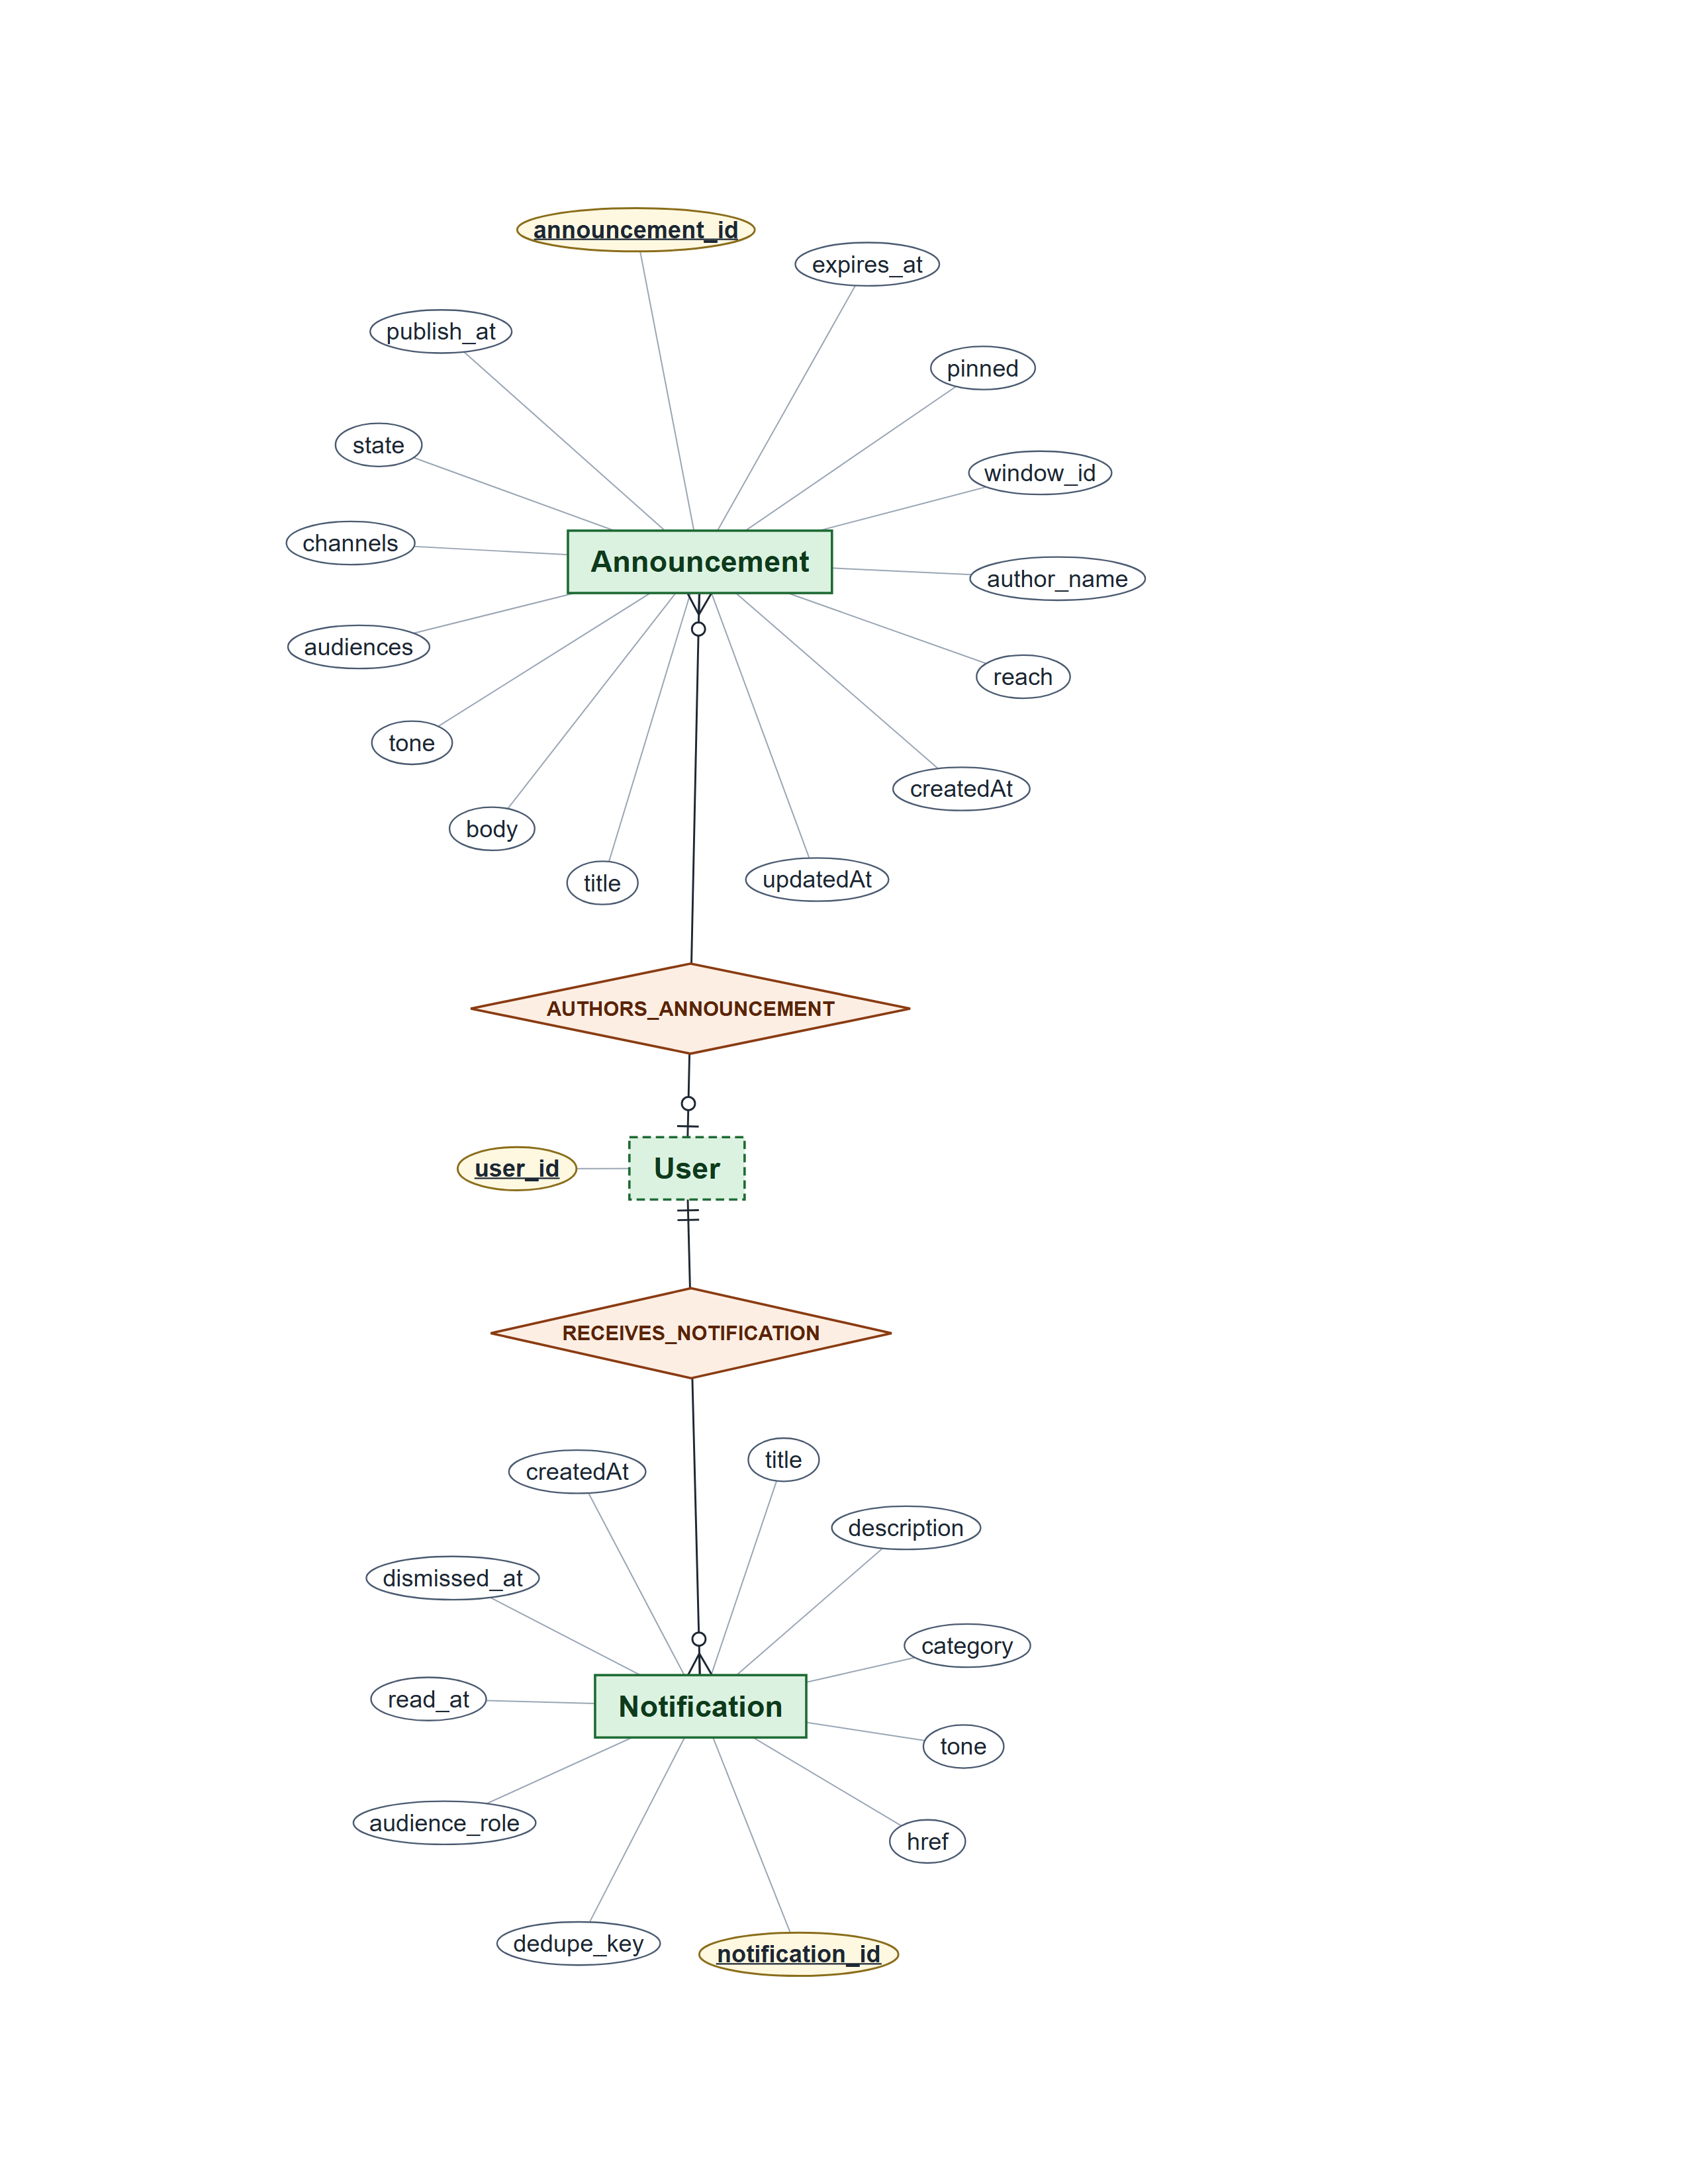 announcement_id
expires_at
publish_at
pinned
state
window_id
channels
Announcement
author_name
audiences
reach
tone
createdAt
body
title
updatedAt
AUTHORS_ANNOUNCEMENT
user_id
User
RECEIVES_NOTIFICATION
createdAt
title
description
dismissed_at
category
read_at
Notification
tone
audience_role
href
dedupe_key
notification_id